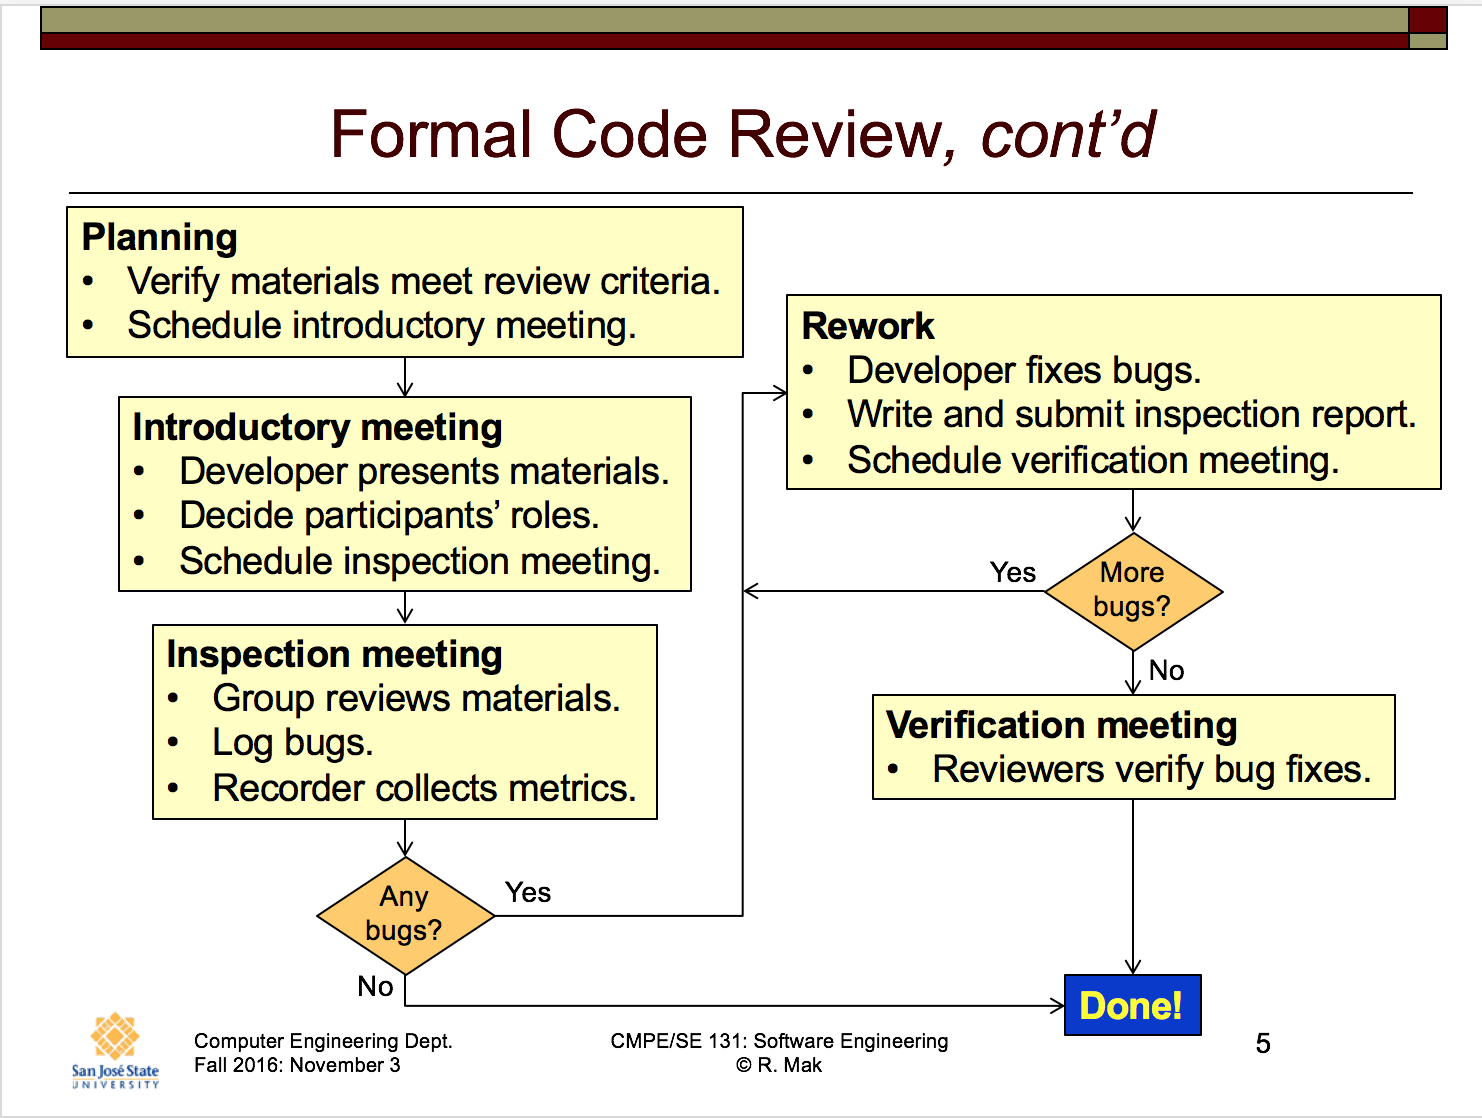 Formal Code Review, cont’d
Planning
• Verify materials meet review criteria.
• Schedule introductory meeting.
Introductory meeting
• Developer presents materials.
• Decide participants’ roles.
• Schedule inspection meeting.
Inspection meeting
• Group reviews materials.
• Log bugs.
• Recorder collects metrics.
Any
bugs?
Yes
No
Rework
• Developer fixes bugs.
• Write and submit inspection report.
• Schedule verification meeting.
More
bugs?
Yes
No
Verification meeting
• Reviewers verify bug fixes.
Done!
San José State
UNIVERSITY
Computer Engineering Dept.
Fall 2016: November 3
CMPE/SE 131: Software Engineering
© R. Mak
5